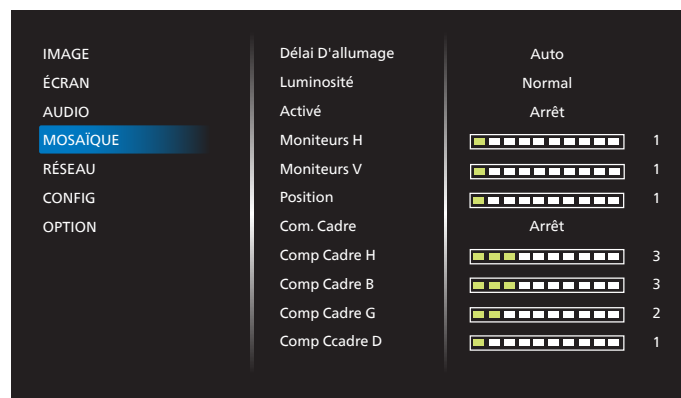 IMAGE
ÉCRAN
AUDIO
MOSAÏQUE
RÉSEAU
CONFIG
OPTION
Délai D'allumage Auto
Luminosité Normal
Activé Arrêt
Moniteurs H 1
Moniteurs V 1
Position 1
Com. Cadre Arrêt
Comp Cadre H 3
Comp Cadre B 3
Comp Cadre G 2
Comp Ccadre D 1